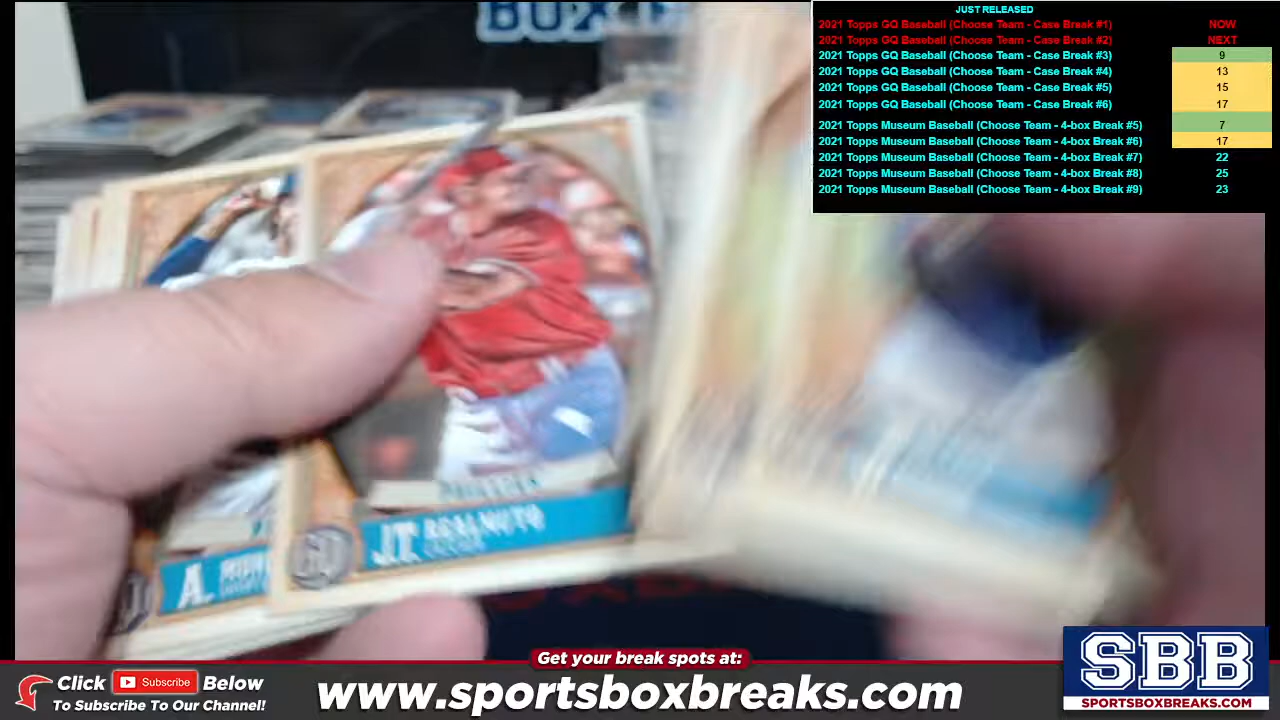 JUST RELEASED
2021 Topps GQ Baseball (Choose Team - Case Break #1) NOW
2021 Topps GQ Baseball (Choose Team - Case Break #2) NEXT
2021 Topps GQ Baseball (Choose Team - Case Break #3) 9
2021 Topps GQ Baseball (Choose Team - Case Break #4) 13
2021 Topps GQ Baseball (Choose Team - Case Break #5) 15
2021 Topps GQ Baseball (Choose Team - Case Break #6) 17
2021 Topps Museum Baseball (Choose Team - 4-box Break #5) 7
2021 Topps Museum Baseball (Choose Team - 4-box Break #6) 17
2021 Topps Museum Baseball (Choose Team - 4-box Break #7) 22
2021 Topps Museum Baseball (Choose Team - 4-box Break #8) 25
2021 Topps Museum Baseball (Choose Team - 4-box Break #9) 23
J.T. REALMUTO
CATCHER
GQ
A.
Get your break spots at:
Click Subscribe Below
To Subscribe To Our Channel!
www.sportsboxbreaks.com
SBB
SPORTSBOXBREAKS.COM